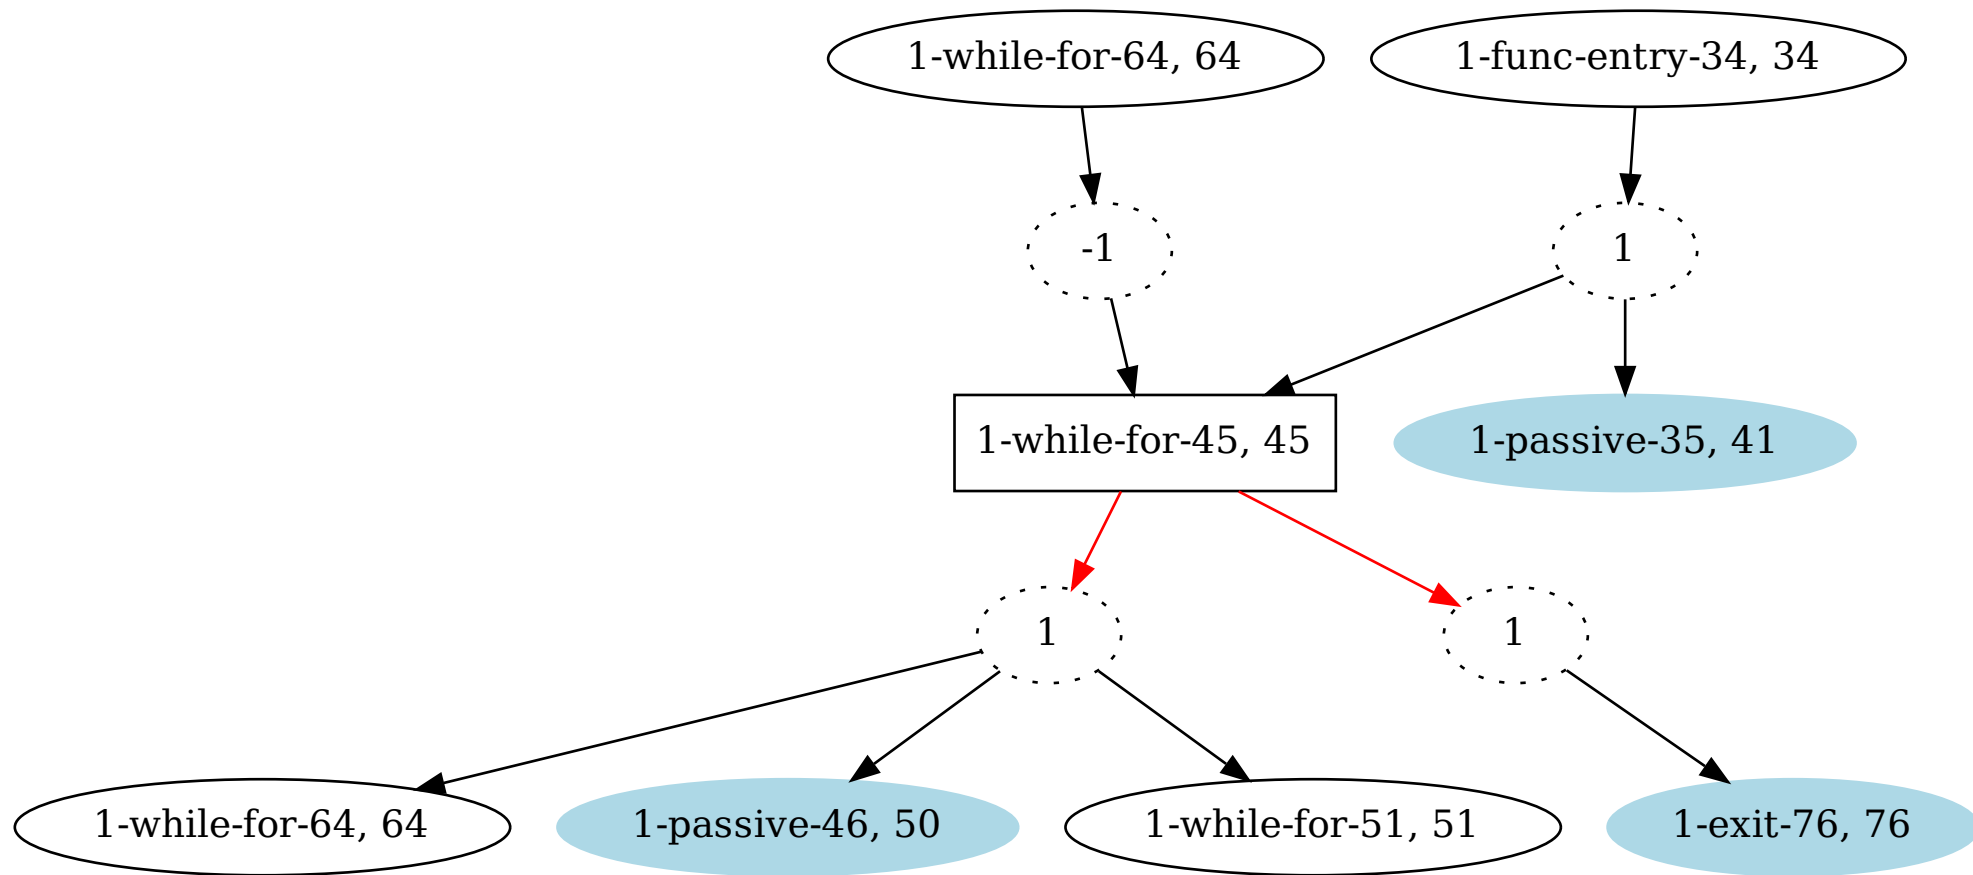 1-while-for-64, 64
1-func-entry-34, 34
-1
1
1-while-for-45, 45
1-passive-35, 41
1
1
1-while-for-64, 64
1-passive-46, 50
1-while-for-51, 51
1-exit-76, 76